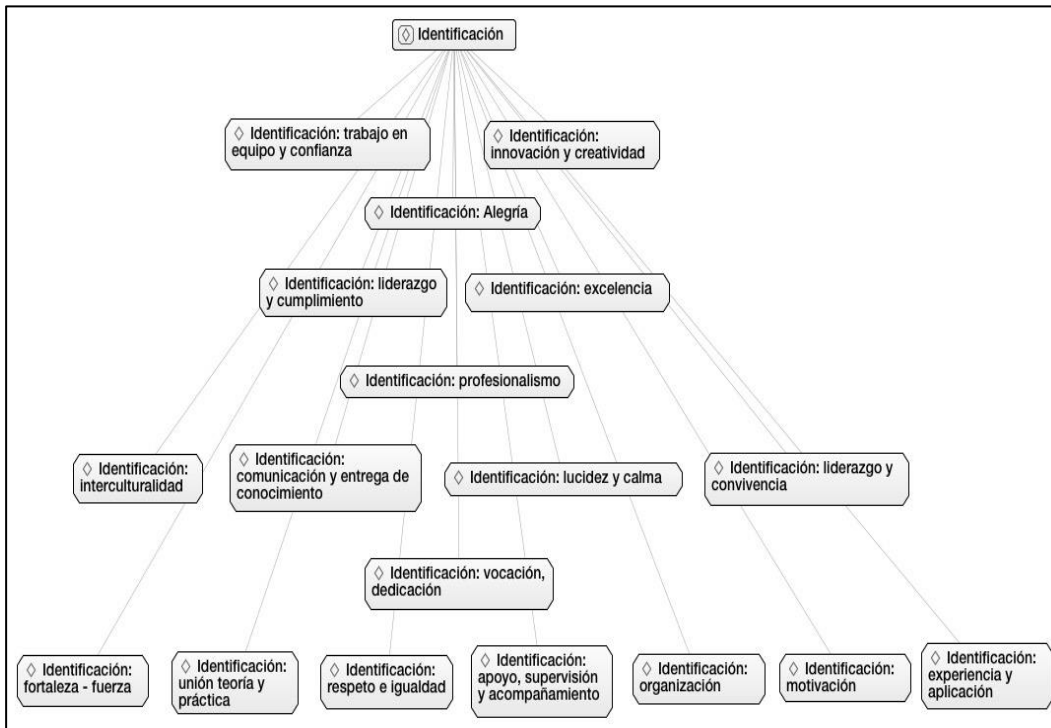 Identificación
Identificación: trabajo en
equipo y confianza
Identificación:
innovación y creatividad
Identificación: Alegría
Identificación: liderazgo
y cumplimiento
Identificación: excelencia
Identificación: profesionalismo
Identificación:
interculturalidad
Identificación:
comunicación y entrega de
conocimiento
Identificación: lucidez y calma
Identificación: liderazgo y
convivencia
Identificación: vocación,
dedicación
Identificación:
fortaleza - fuerza
Identificación:
unión teoría y
práctica
Identificación:
respeto e igualdad
Identificación:
apoyo, supervisión
y acompañamiento
Identificación:
organización
Identificación:
motivación
Identificación:
experiencia y
aplicación